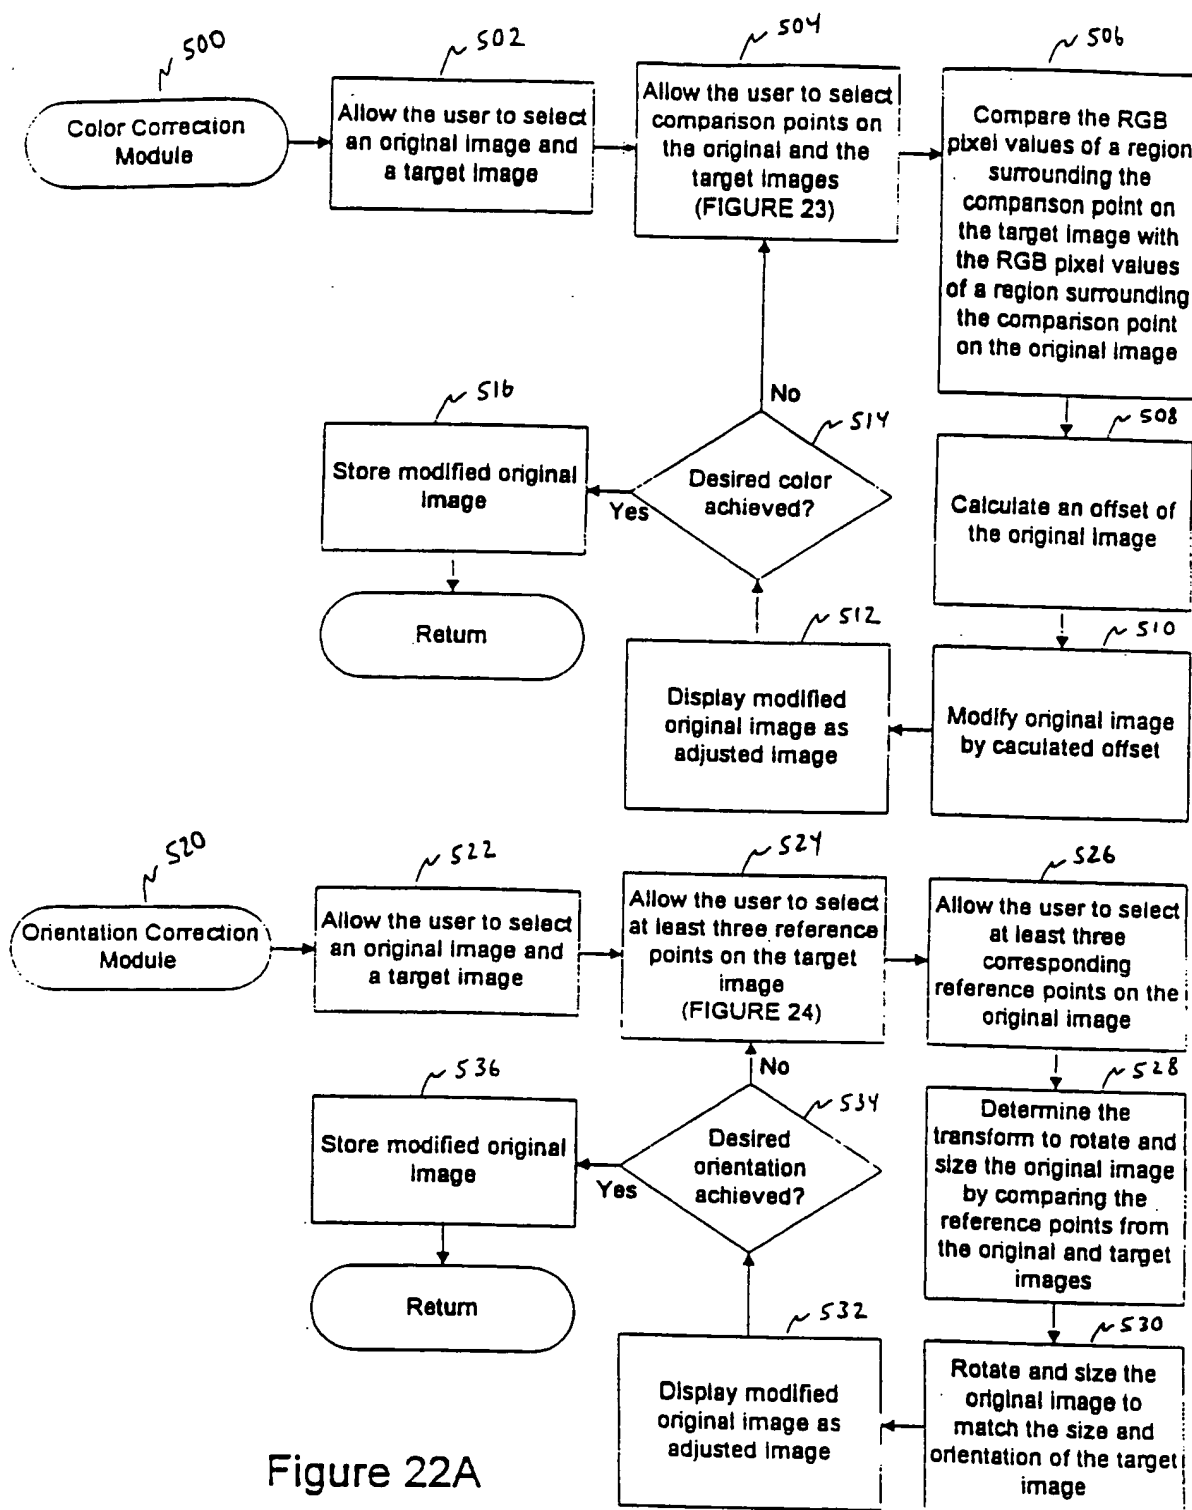 500
Color Correction
Module
502
Allow the user to select
an original image and
a target image
504
Allow the user to select
comparison points on
the original and the
target images
(FIGURE 23)
506
Compare the RGB
pixel values of a region
surrounding the
comparison point on
the target image with
the RGB pixel values
of a region surrounding
the comparison point
on the original image
508
Calculate an offset of
the original image
510
Modify original image
by caculated offset
512
Display modified
original image as
adjusted image
514
Desired color
achieved?
No
Yes
516
Store modified original
image
Return
520
Orientation Correction
Module
522
Allow the user to select
an original image and
a target image
524
Allow the user to select
at least three reference
points on the target
image
(FIGURE 24)
526
Allow the user to select
at least three
corresponding
reference points on the
original image
528
Determine the
transform to rotate and
size the original image
by comparing the
reference points from
the original and target
images
530
Rotate and size the
original image to
match the size and
orientation of the target
image
532
Display modified
original image as
adjusted image
534
Desired
orientation
achieved?
No
Yes
536
Store modified original
image
Return
Figure 22A